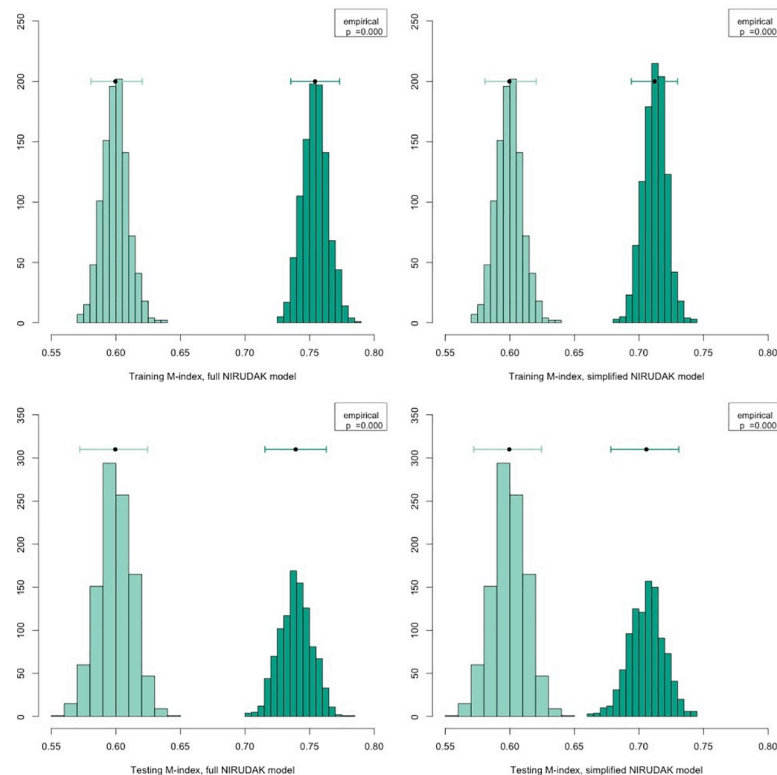 empirical
p =0.000
250
200
150
100
50
0
0.55 0.60 0.65 0.70 0.75 0.80
Training M-index, full NIRUDAK model
empirical
p =0.000
250
200
150
100
50
0
0.55 0.60 0.65 0.70 0.75 0.80
Training M-index, simplified NIRUDAK model
empirical
p =0.000
350
300
250
200
150
100
50
0
0.55 0.60 0.65 0.70 0.75 0.80
Testing M-index, full NIRUDAK model
empirical
p =0.000
350
300
250
200
150
100
50
0
0.55 0.60 0.65 0.70 0.75 0.80
Testing M-index, simplified NIRUDAK model